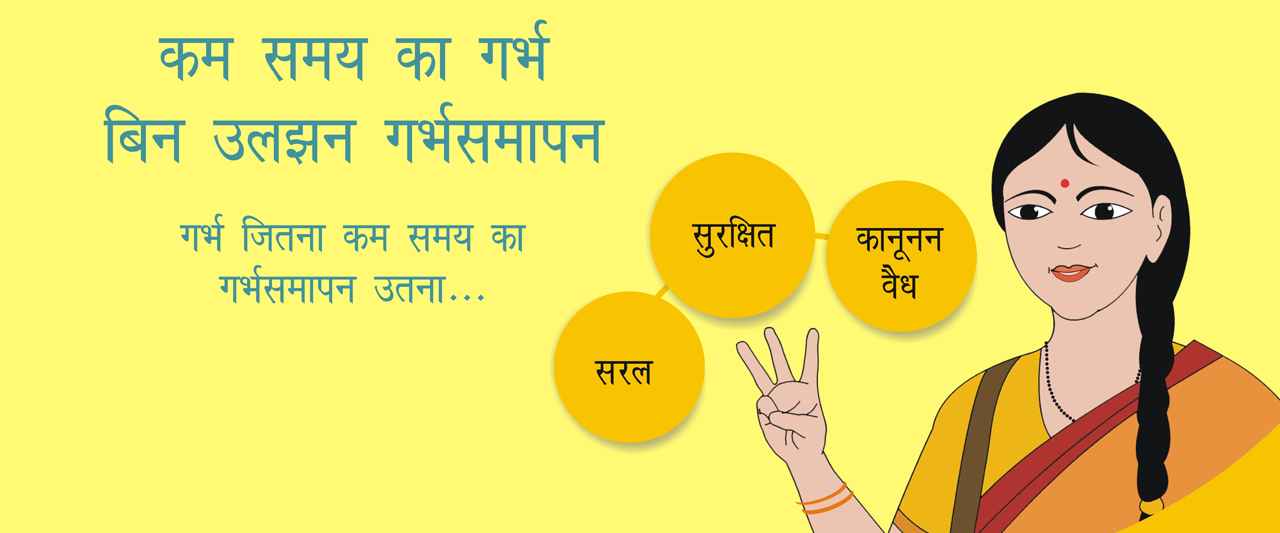 कम समय का गर्भ
बिन उलझन गर्भसमापन
गर्भ जितना कम समय का
गर्भसमापन उतना...
सरल
सुरक्षित
कानूनन
वैध